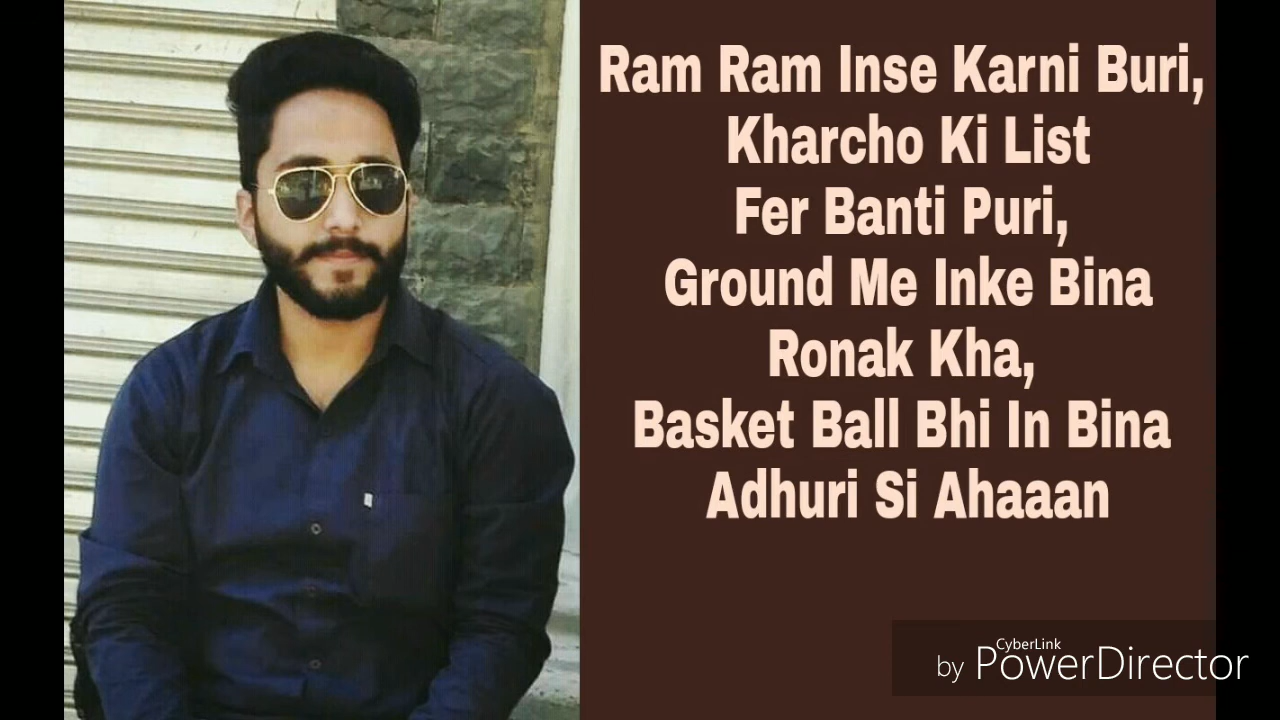 Ram Ram Inse Karni Buri,
Kharcho Ki List
Fer Banti Puri,
Ground Me Inke Bina
Ronak Kha,
Basket Ball Bhi In Bina
Adhuri Si Ahaaan
CyberLink
by PowerDirector